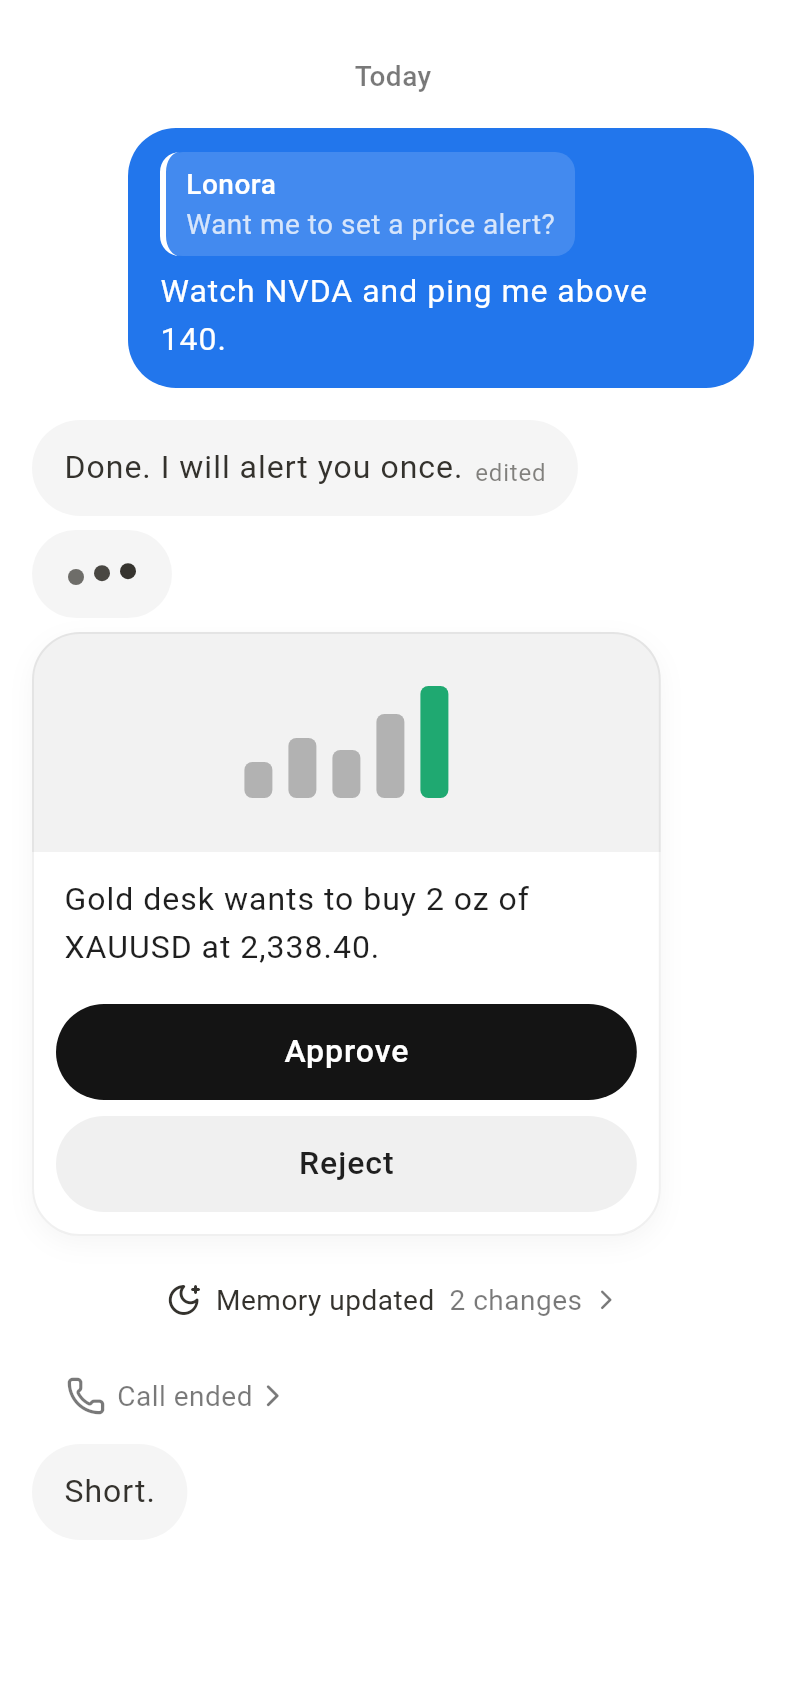 Today
Lonora
Want me to set a price alert?
Watch NVDA and ping me above
140.
Done. I will alert you once. edited
Gold desk wants to buy 2 oz of
XAUUSD at 2,338.40.
Approve
Reject
Memory updated 2 changes
Call ended
Short.